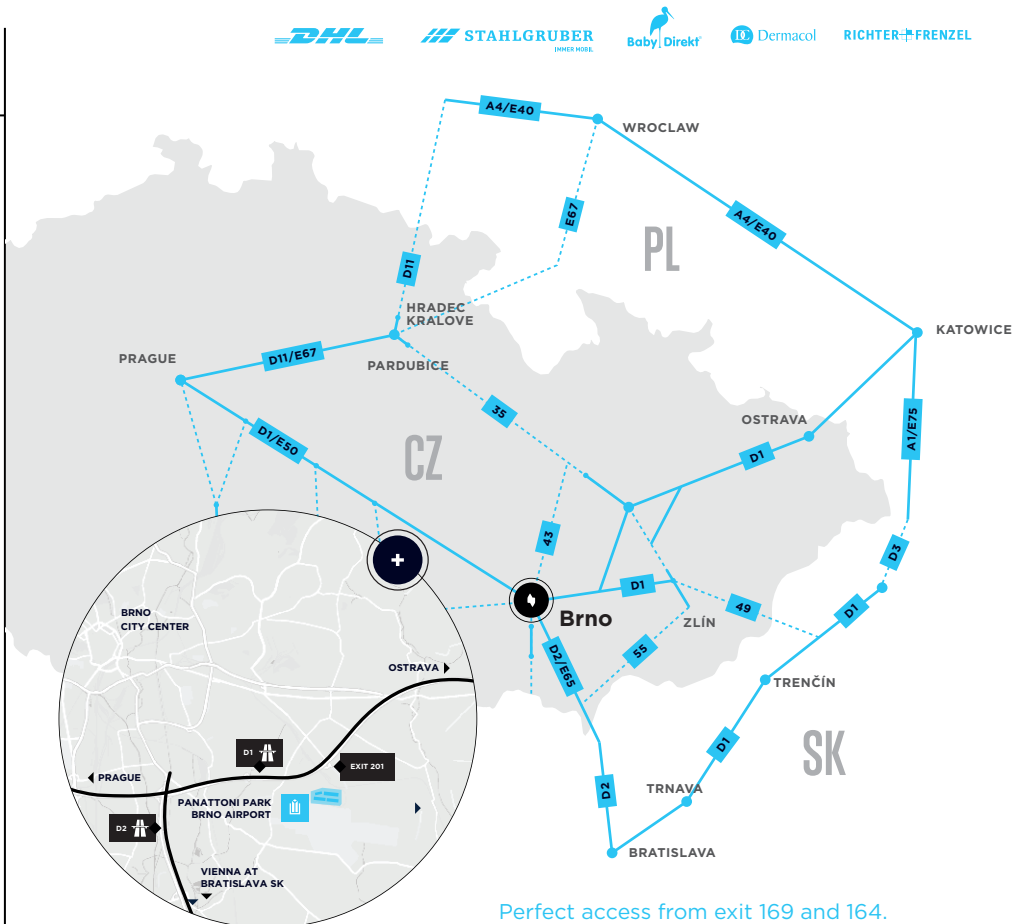 DHL
STAHLGRUBER
IMMER MOBIL
Baby Direkt
DC Dermacol
RICHTER+FRENZEL
A4/E40
WROCLAW
E67
A4/E40
PL
D11
HRADEC
KRALOVE
KATOWICE
PRAGUE
D11/E67
PARDUBICE
35
OSTRAVA
A1/E75
D1/E50
CZ
D1
43
D3
D1
Brno
49
D1
ZLÍN
55
D2/E65
TRENČÍN
D1
SK
D2
TRNAVA
BRATISLAVA
BRNO
CITY CENTER
OSTRAVA
D1
EXIT 201
PRAGUE
PANATTONI PARK
BRNO AIRPORT
D2
VIENNA AT
BRATISLAVA SK
Perfect access from exit 169 and 164.